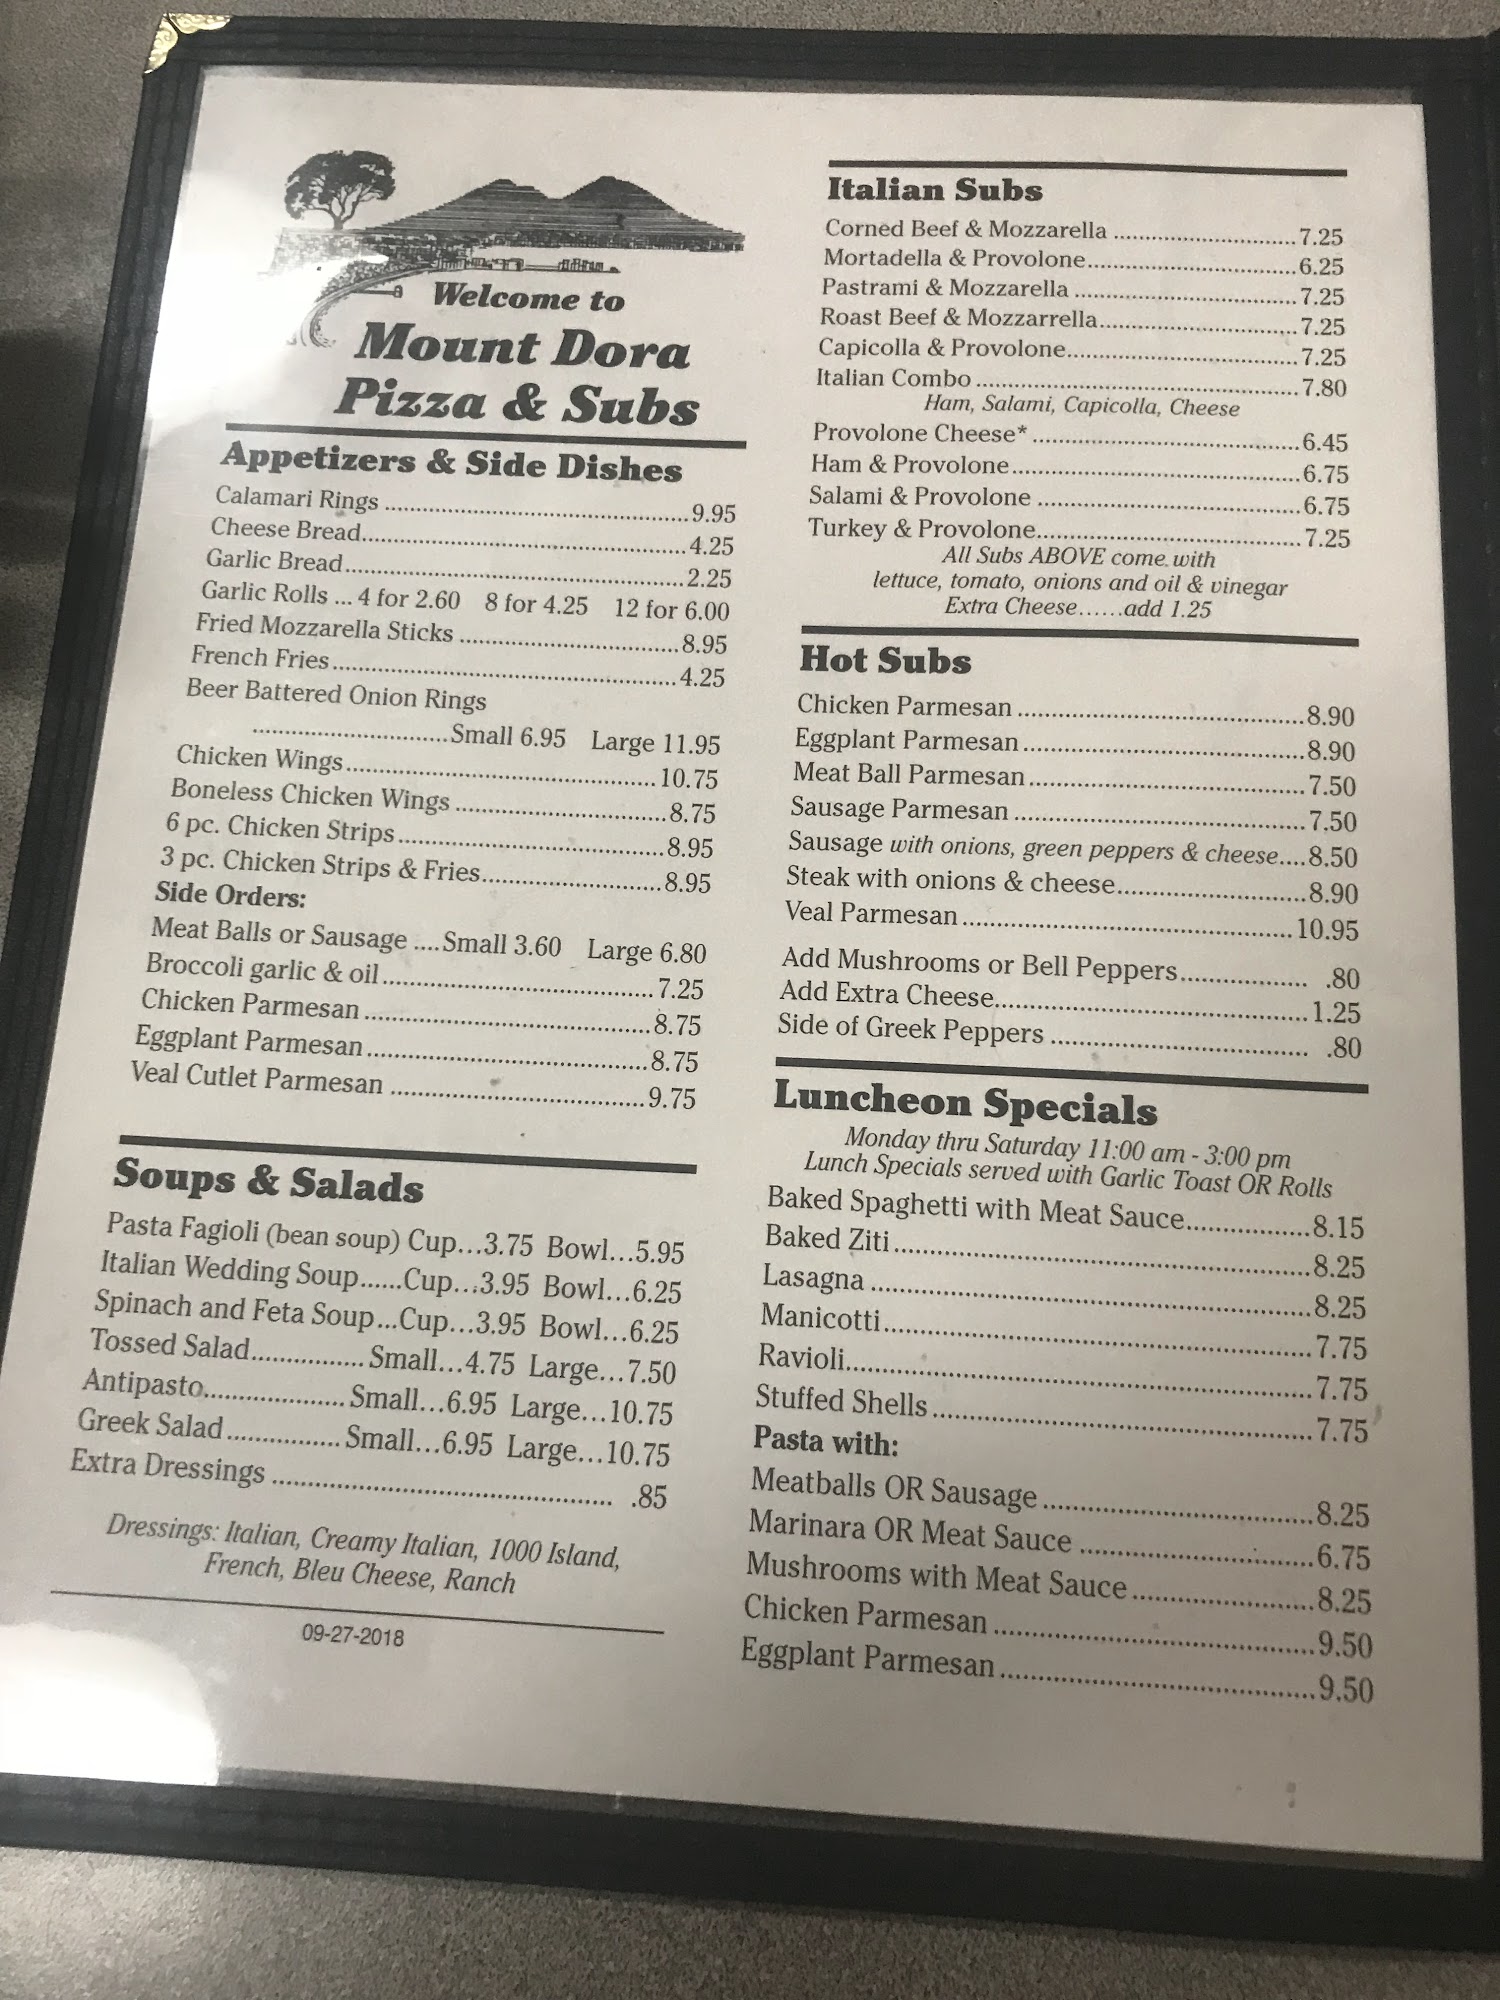 Welcome to
Mount Dora
Pizza & Subs
Appetizers & Side Dishes
Calamari Rings ..........................................9.95
Cheese Bread.............................................4.25
Garlic Bread...............................................2.25
Garlic Rolls ... 4 for 2.60 8 for 4.25 12 for 6.00
Fried Mozzarella Sticks ..............................8.95
French Fries................................................4.25
Beer Battered Onion Rings
...........................Small 6.95 Large 11.95
Chicken Wings...........................................10.75
Boneless Chicken Wings .............................8.75
6 pc. Chicken Strips.....................................8.95
3 pc. Chicken Strips & Fries.........................8.95
Side Orders:
Meat Balls or Sausage ....Small 3.60 Large 6.80
Broccoli garlic & oil.....................................7.25
Chicken Parmesan .......................................8.75
Eggplant Parmesan.......................................8.75
Veal Cutlet Parmesan ...................................9.75
Soups & Salads
Pasta Fagioli (bean soup) Cup...3.75 Bowl...5.95
Italian Wedding Soup......Cup...3.95 Bowl...6.25
Spinach and Feta Soup...Cup...3.95 Bowl...6.25
Tossed Salad................Small...4.75 Large...7.50
Antipasto....................Small...6.95 Large...10.75
Greek Salad................Small...6.95 Large...10.75
Extra Dressings ............................................... .85
Dressings: Italian, Creamy Italian, 1000 Island,
French, Bleu Cheese, Ranch
09-27-2018
Italian Subs
Corned Beef & Mozzarella ............................7.25
Mortadella & Provolone................................6.25
Pastrami & Mozzarella ..................................7.25
Roast Beef & Mozzarrella..............................7.25
Capicolla & Provolone...................................7.25
Italian Combo ................................................7.80
Ham, Salami, Capicolla, Cheese
Provolone Cheese* ........................................6.45
Ham & Provolone...........................................6.75
Salami & Provolone .......................................6.75
Turkey & Provolone.......................................7.25
All Subs ABOVE come with
lettuce, tomato, onions and oil & vinegar
Extra Cheese......add 1.25
Hot Subs
Chicken Parmesan ........................................8.90
Eggplant Parmesan........................................8.90
Meat Ball Parmesan.......................................7.50
Sausage Parmesan .........................................7.50
Sausage with onions, green peppers & cheese....8.50
Steak with onions & cheese...........................8.90
Veal Parmesan .............................................10.95
Add Mushrooms or Bell Peppers.................. .80
Add Extra Cheese...........................................1.25
Side of Greek Peppers ................................... .80
Luncheon Specials
Monday thru Saturday 11:00 am - 3:00 pm
Lunch Specials served with Garlic Toast OR Rolls
Baked Spaghetti with Meat Sauce.................8.15
Baked Ziti.......................................................8.25
Lasagna ..........................................................8.25
Manicotti........................................................7.75
Ravioli.............................................................7.75
Stuffed Shells..................................................7.75
Pasta with:
Meatballs OR Sausage....................................8.25
Marinara OR Meat Sauce ...............................6.75
Mushrooms with Meat Sauce.........................8.25
Chicken Parmesan ..........................................9.50
Eggplant Parmesan..........................................9.50